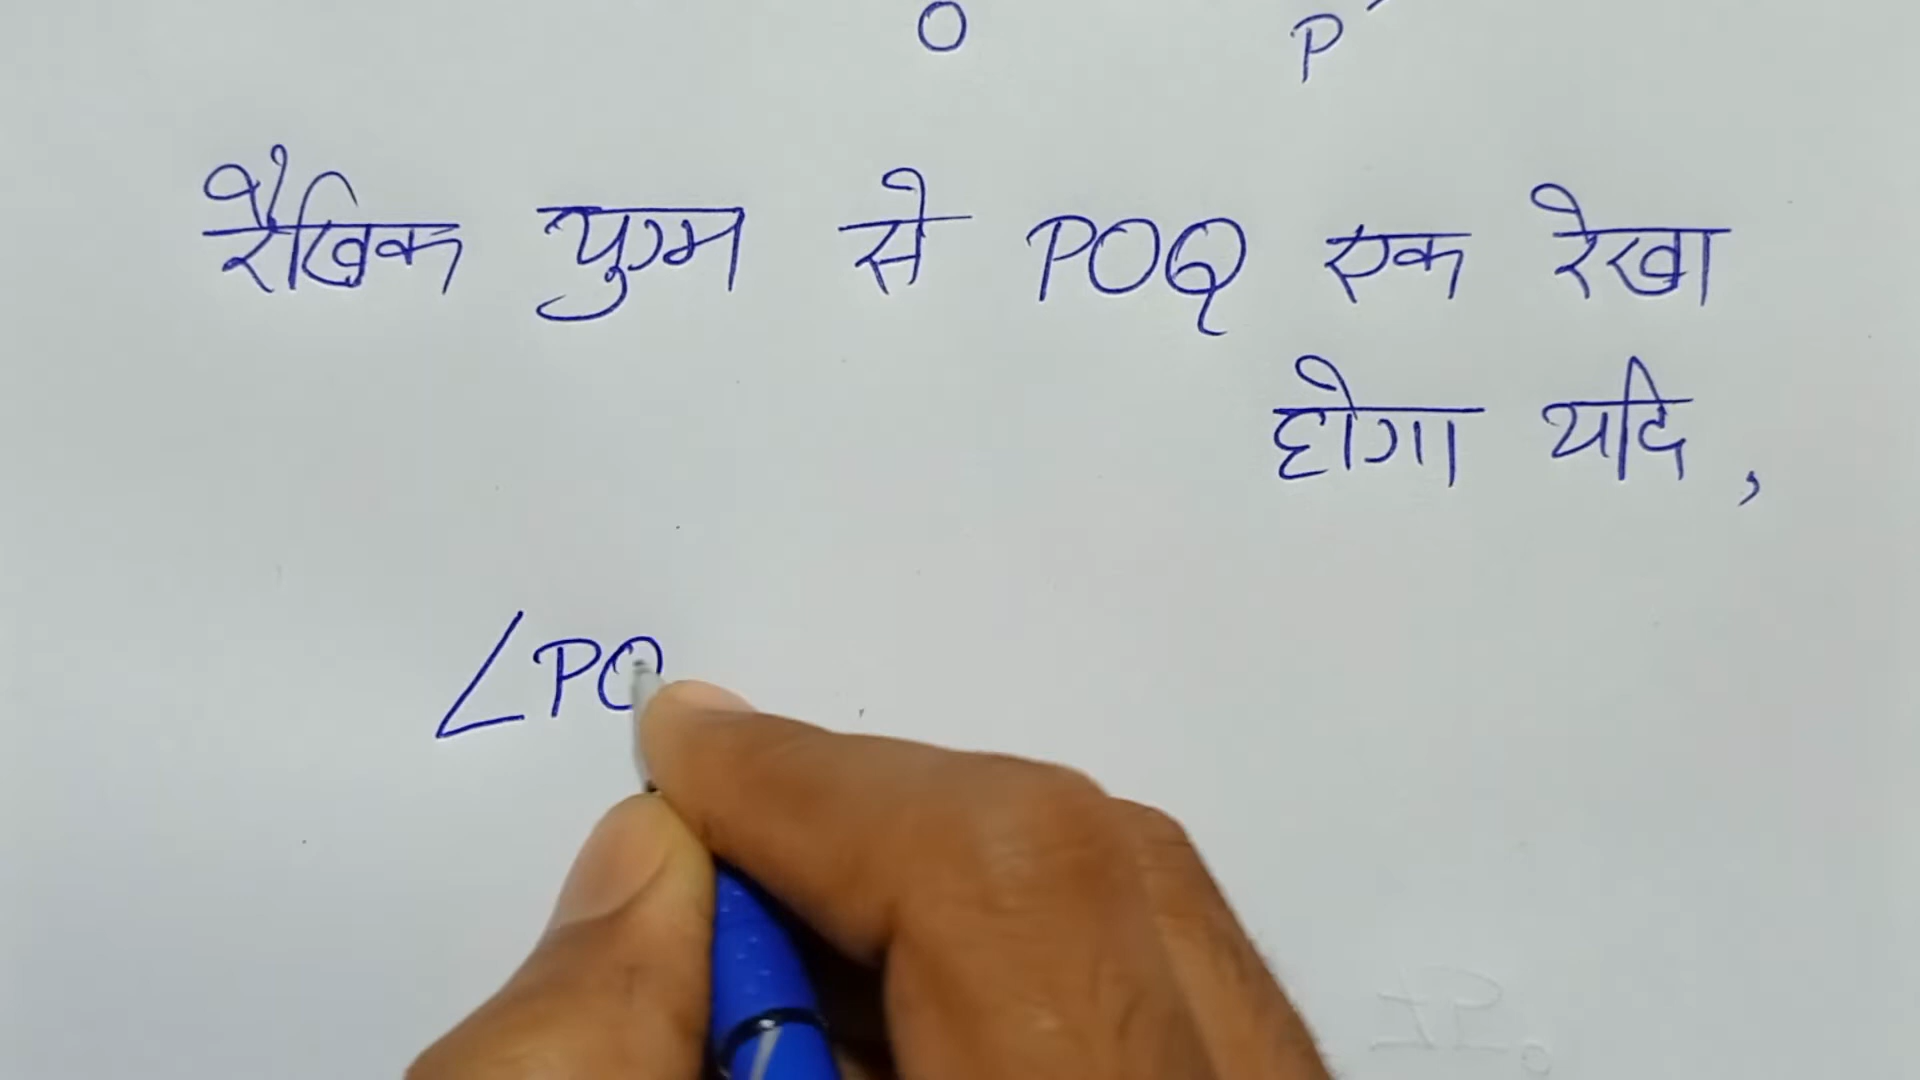 O P
रैखिक युग्म से POQ एक रेखा
होगा यदि,
∠PO